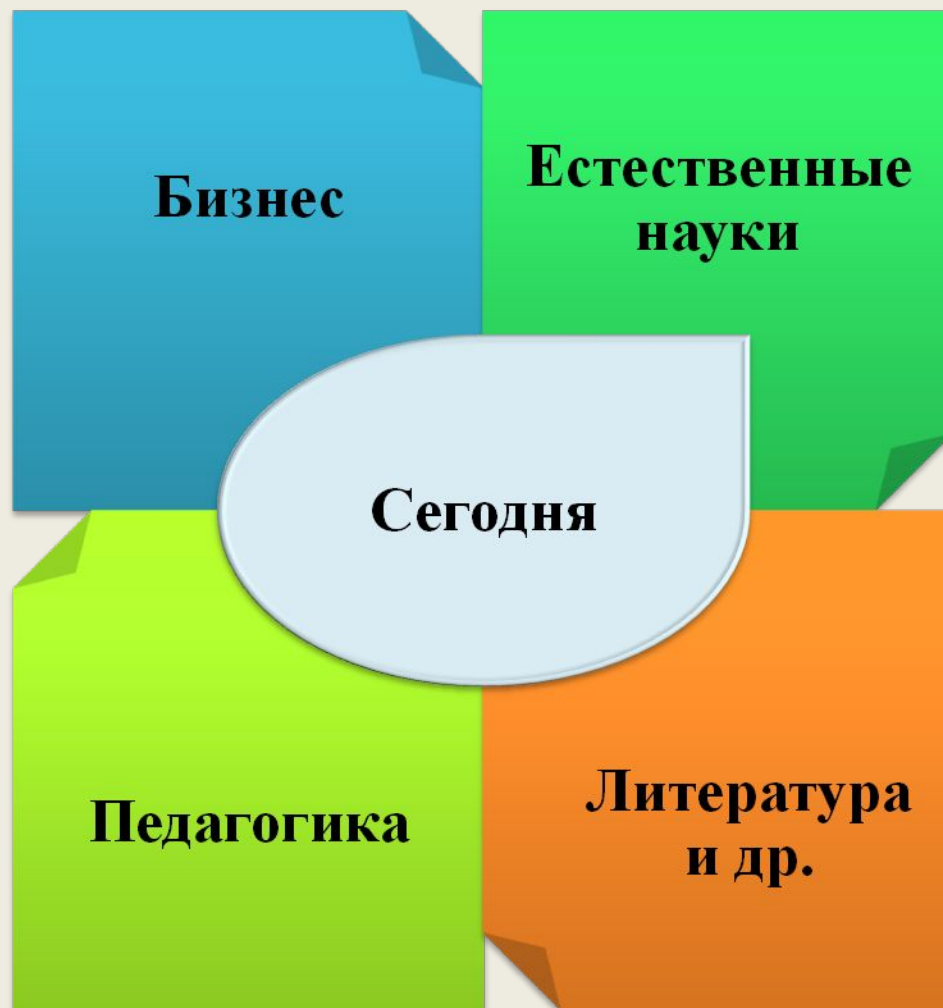 Бизнес
Естественные
науки
Сегодня
Педагогика
Литература
и др.